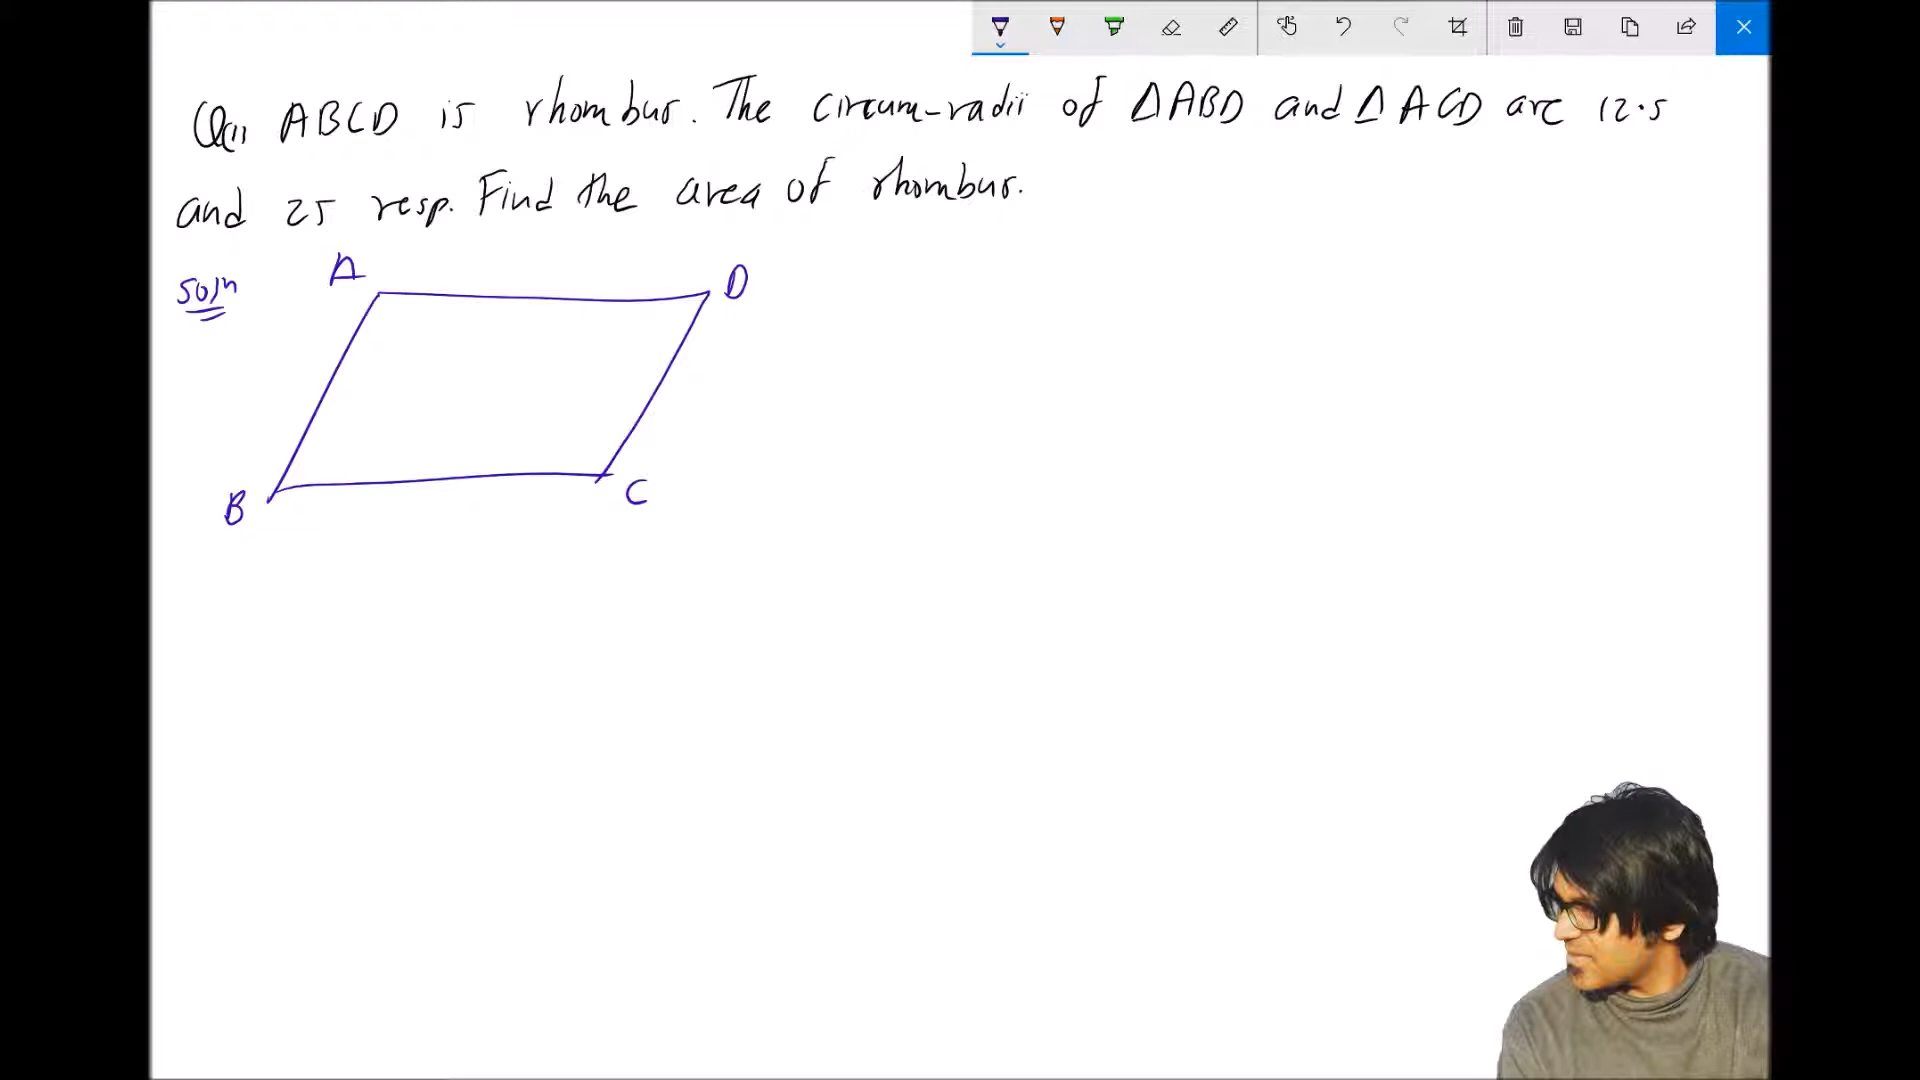 Q11 ABCD is rhombus. The circum-radii of ΔABD and ΔACD are 12.5
and 25 resp. Find the area of rhombus.
Soln
A
D
B
C